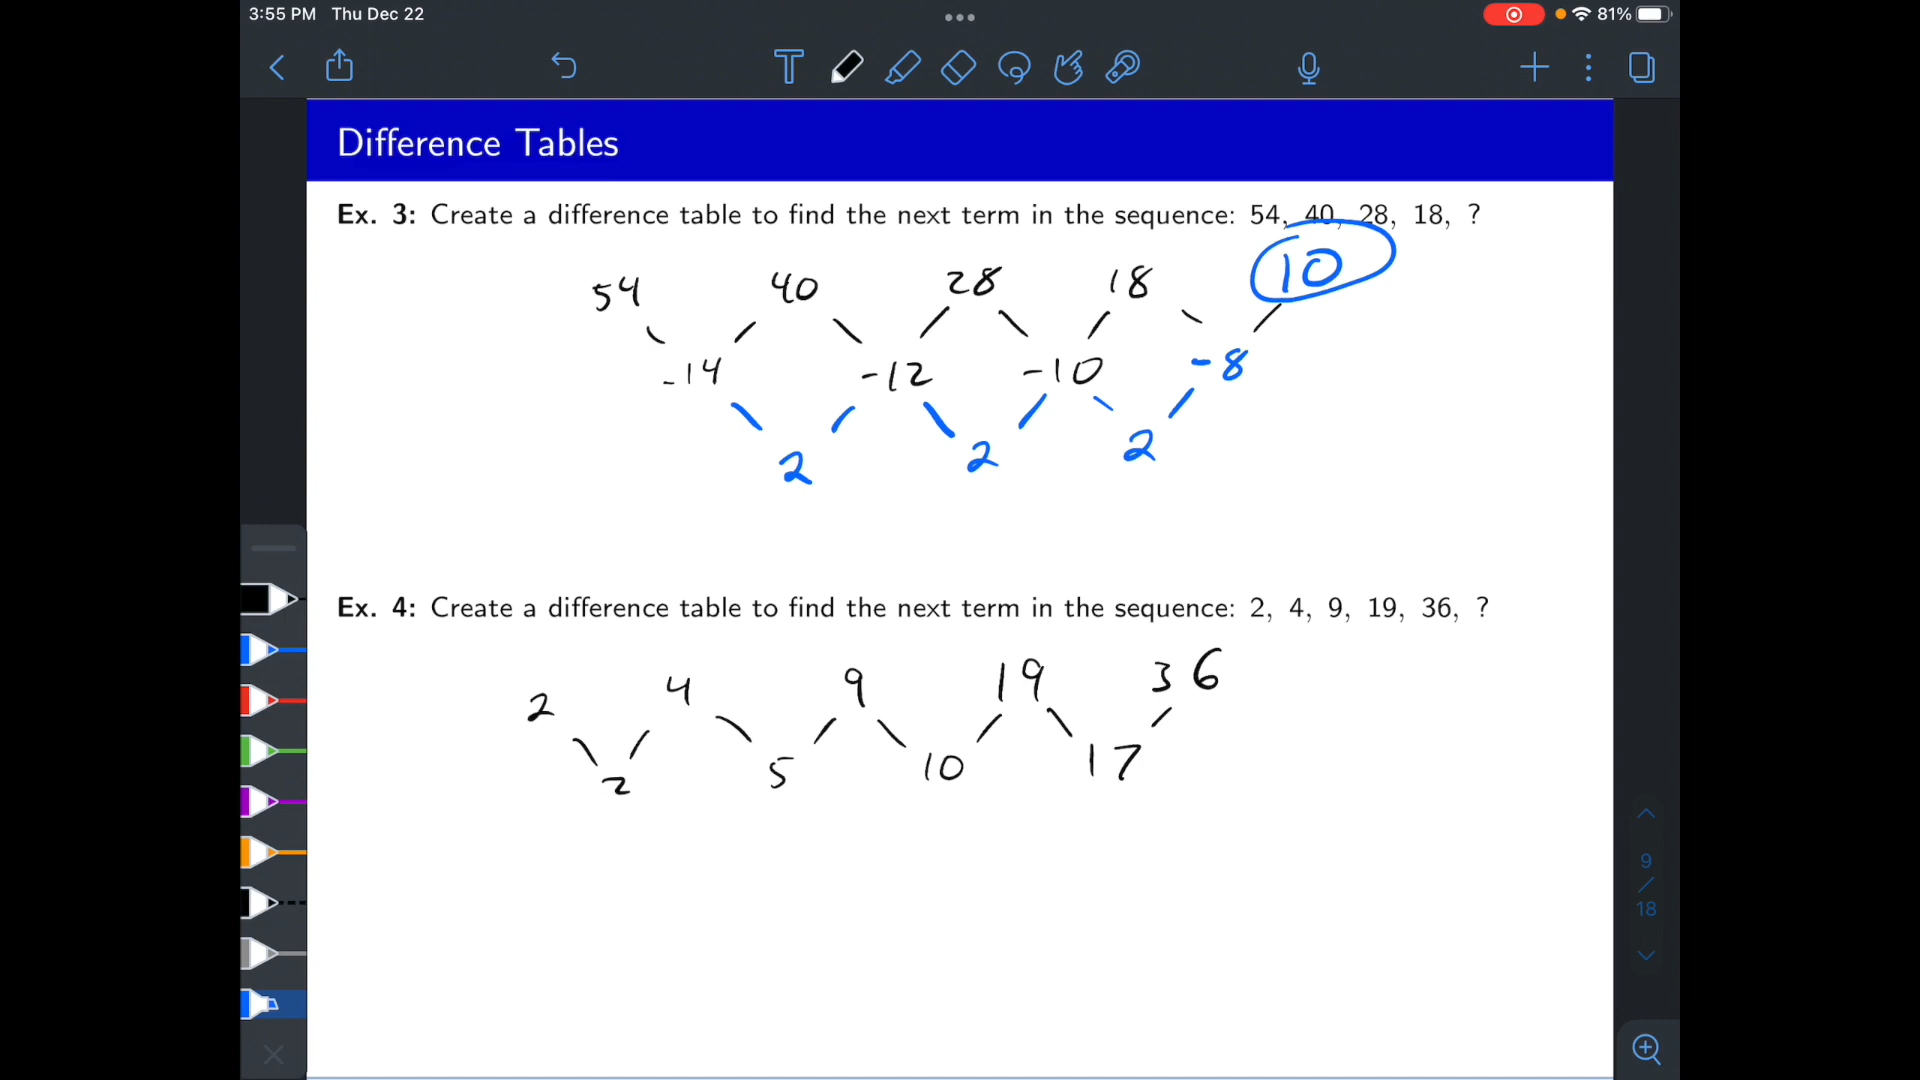 3:55 PM Thu Dec 22
81%
Difference Tables
Ex. 3: Create a difference table to find the next term in the sequence: 54, 40, 28, 18, ?
54 40 28 18 10
-14 -12 -10 -8
2 2 2
Ex. 4: Create a difference table to find the next term in the sequence: 2, 4, 9, 19, 36, ?
2 4 9 19 36
2 5 10 17
9
/
18